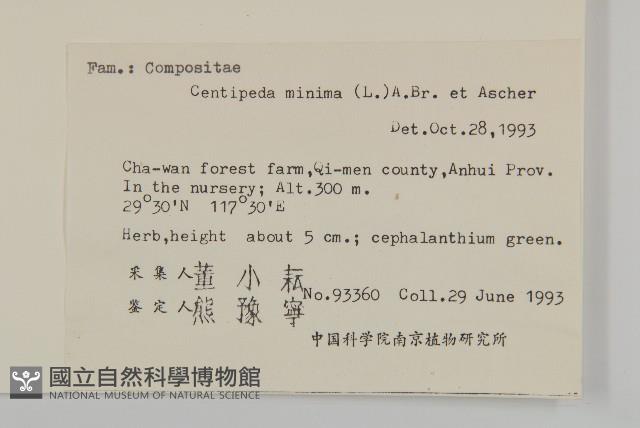 Fam.: Compositae
Centipeda minima (L.)A.Br. et Ascher
Det.Oct.28,1993
Cha-wan forest farm,Qi-men county,Anhui Prov.
In the nursery; Alt.300 m.
29°30'N 117°30'E
Herb,height about 5 cm.; cephalanthium green.
采集人 董小耘
鉴定人 熊豫寧
No.93360 Coll.29 June 1993
中国科学院南京植物研究所
國立自然科學博物館
NATIONAL MUSEUM OF NATURAL SCIENCE